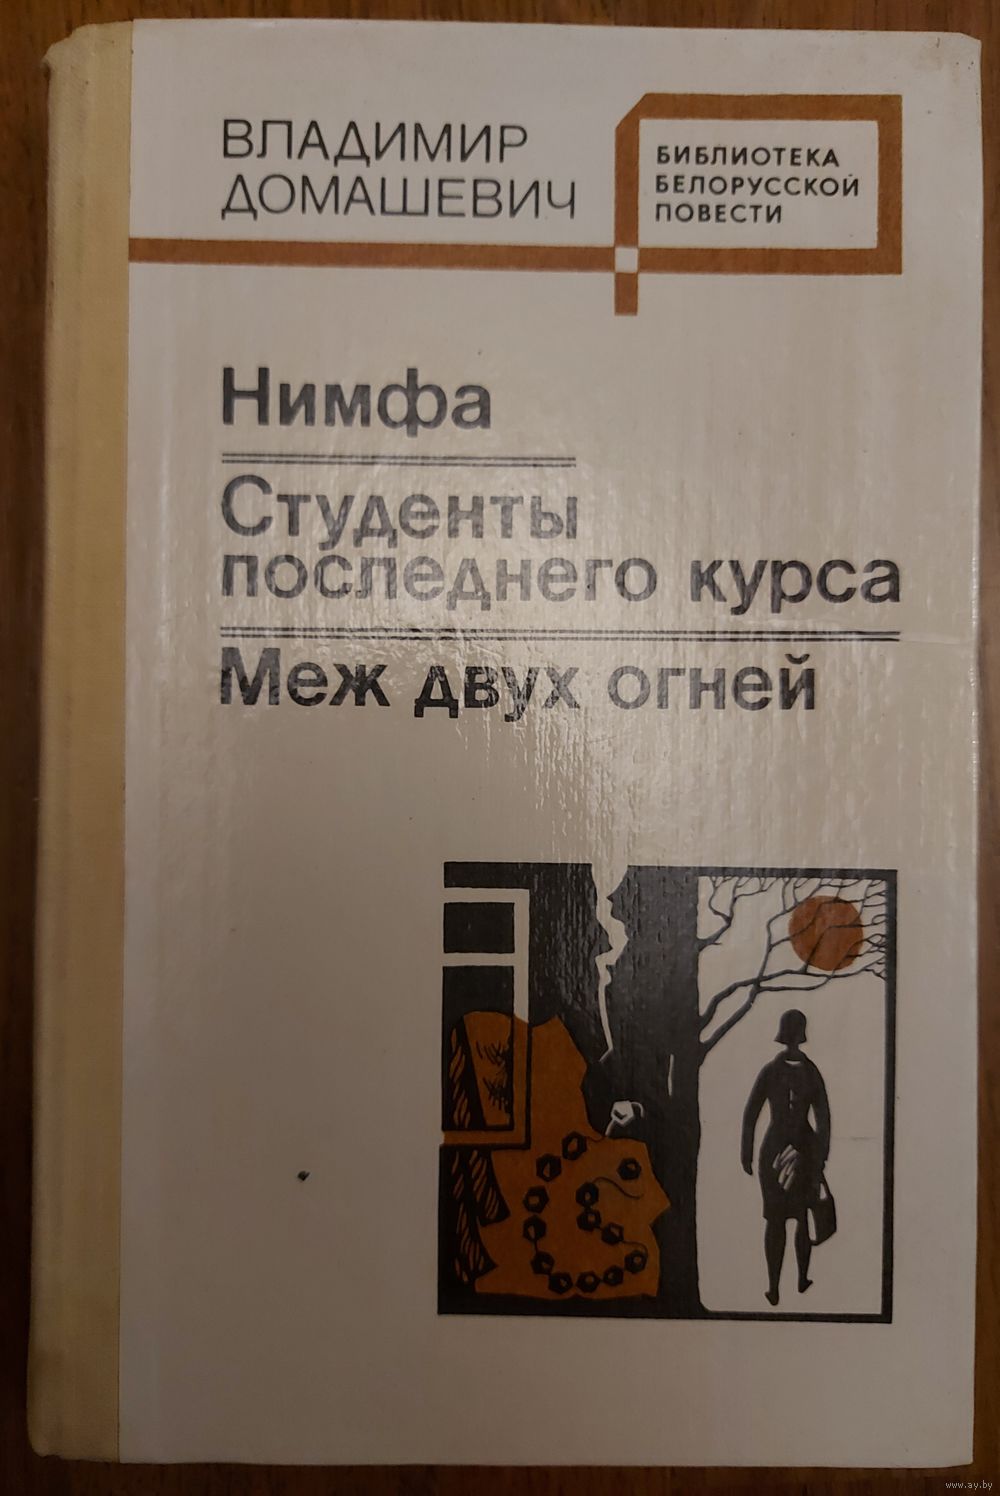 ВЛАДИМИР
ДОМАШЕВИЧ
БИБЛИОТЕКА
БЕЛОРУССКОЙ
ПОВЕСТИ
Нимфа
Студенты
последнего курса
Меж двух огней
www.ay.by